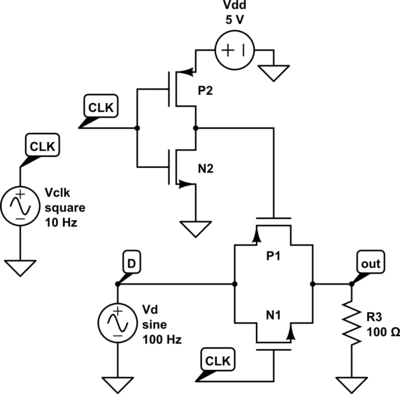 Vdd
5 V
+ −
CLK
P2
CLK
N2
+
−
Vclk
square
10 Hz
P1
D
out
N1
+
−
Vd
sine
100 Hz
CLK
R3
100 Ω